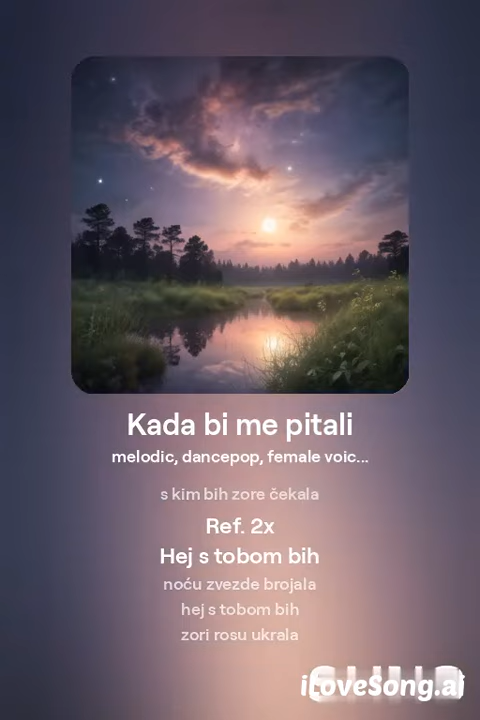 Kada bi me pitali
melodic, dancepop, female voic...
s kim bih zore čekala
Ref. 2x
Hej s tobom bih
noću zvezde brojala
hej s tobom bih
zori rosu ukrala
iLoveSong.ai